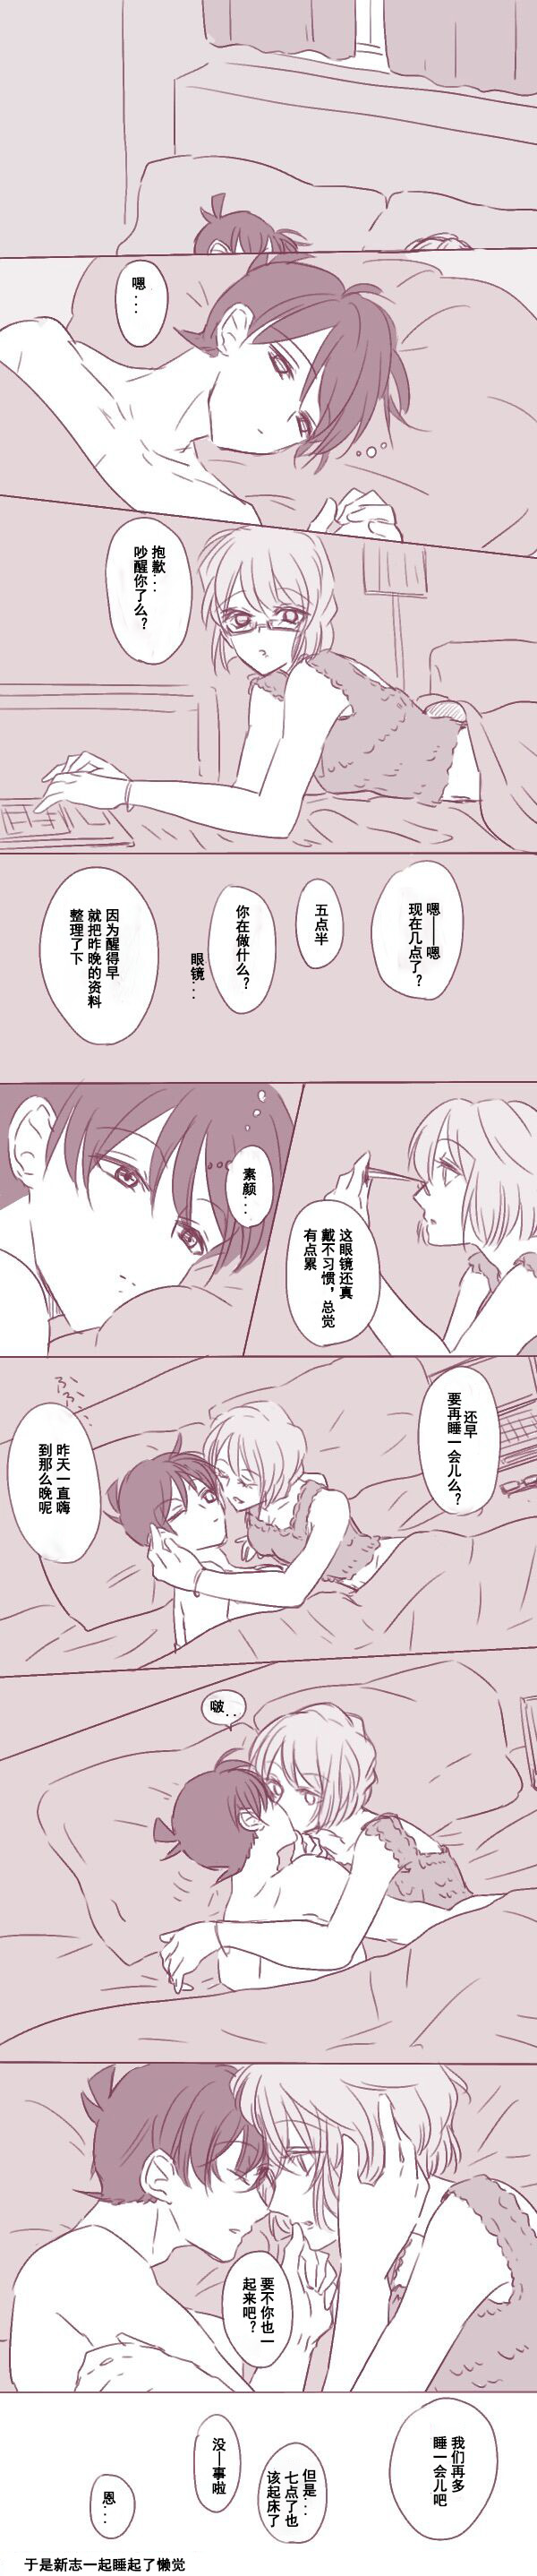 嗯...
抱歉...
吵醒你了么？
嗯——嗯
现在几点了？
五点半
你在做什么？
眼镜...
因为醒得早
就把昨晚的资料
整理了下
这眼镜还真
戴不习惯，总觉
有点累
素颜...
还早
要再睡一会儿么？
ふふ...
昨天一直嗨
到那么晚呢
啵..
要不你也一
起来吧？
我们再多
睡一会儿吧
但是...
七点了也
该起床了
没—事啦
恩...
于是新志一起睡起了懒觉